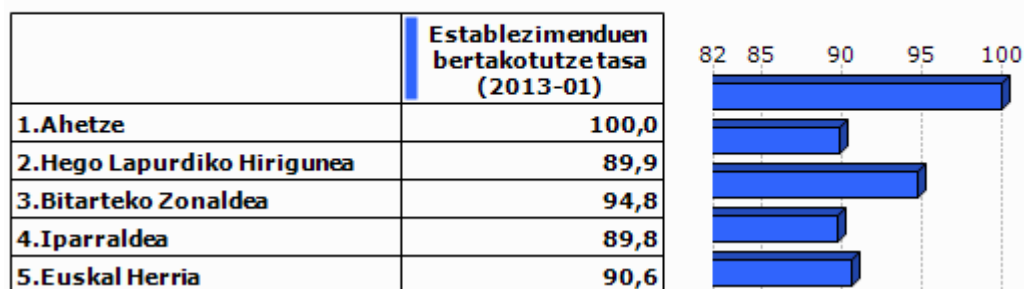 Establezimenduen
bertakotutze tasa
(2013-01)
82 85 90 95 100
1.Ahetze 100,0
2.Hego Lapurdiko Hirigunea 89,9
3.Bitarteko Zonaldea 94,8
4.Iparraldea 89,8
5.Euskal Herria 90,6